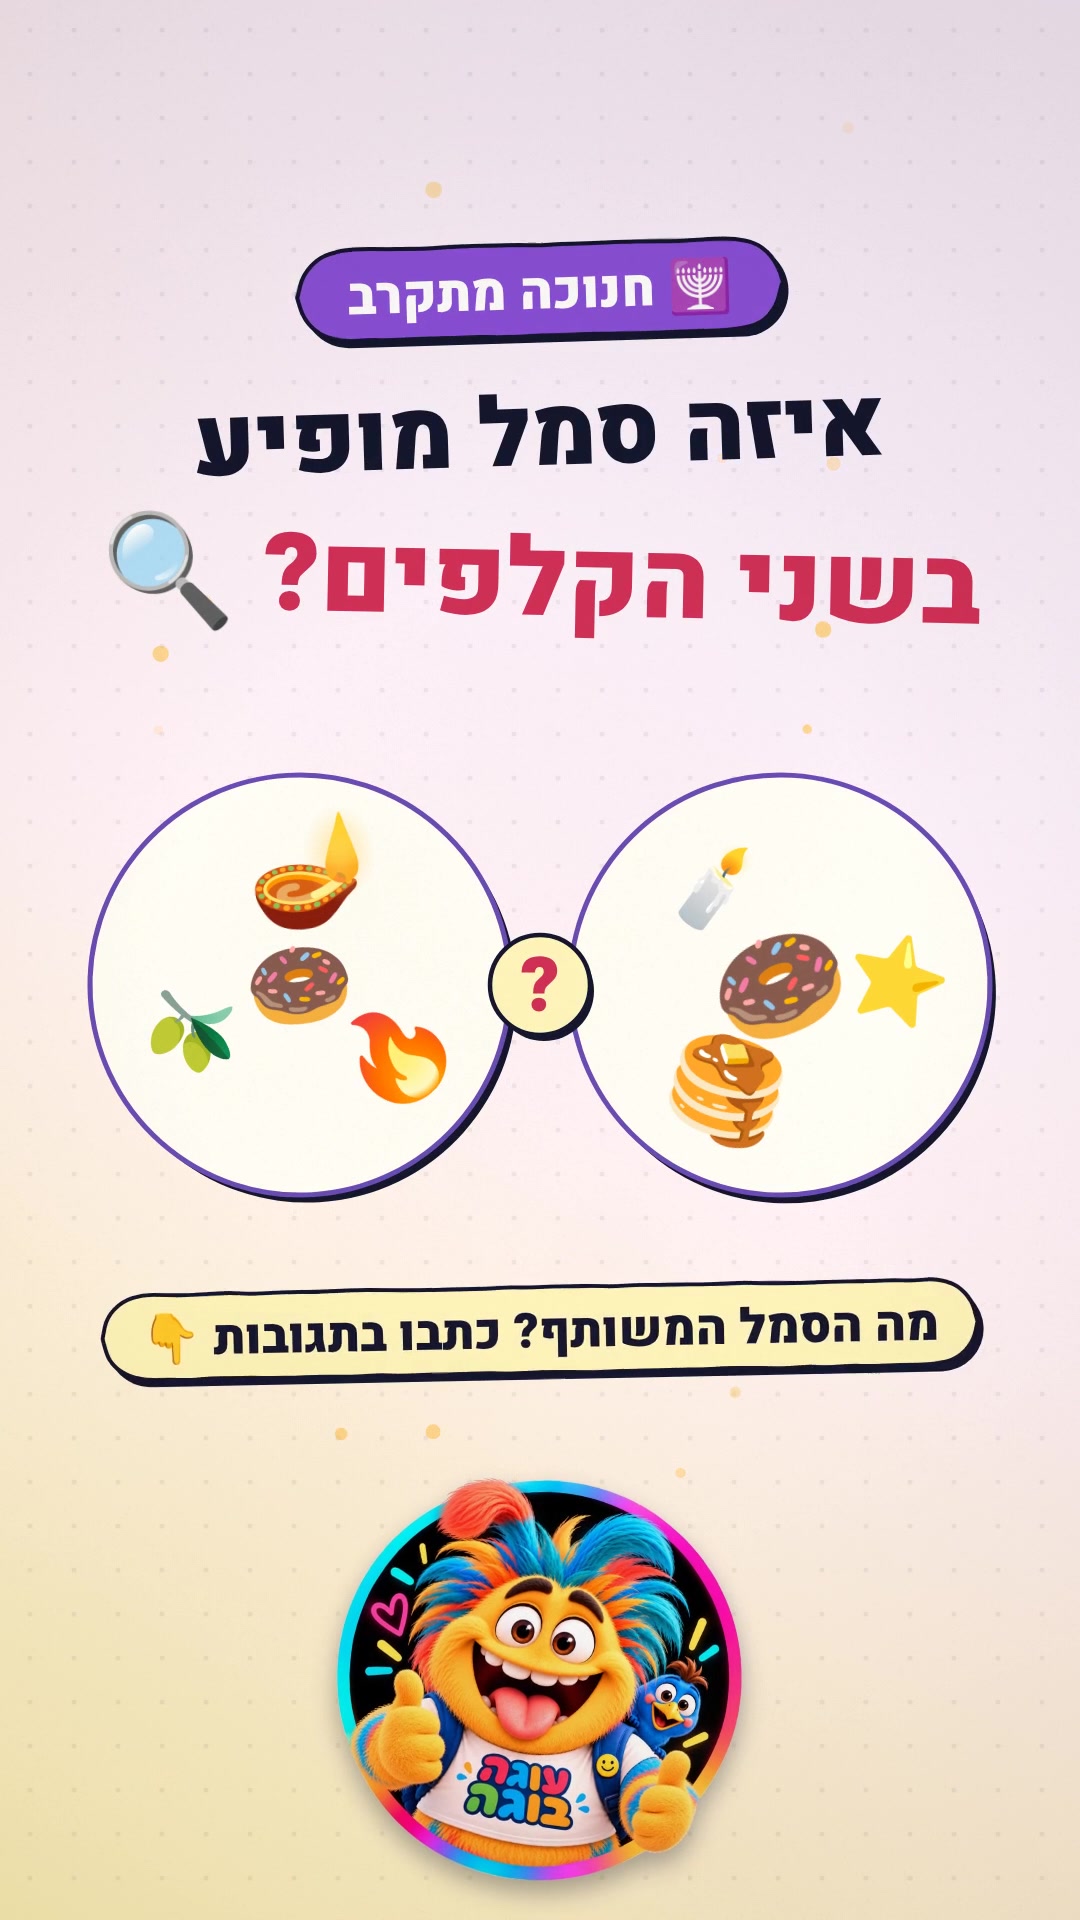 חנוכה מתקרב
איזה סמל מופיע
בשני הקלפים?
?
מה הסמל המשותף? כתבו בתגובות
עוגה
בוגה